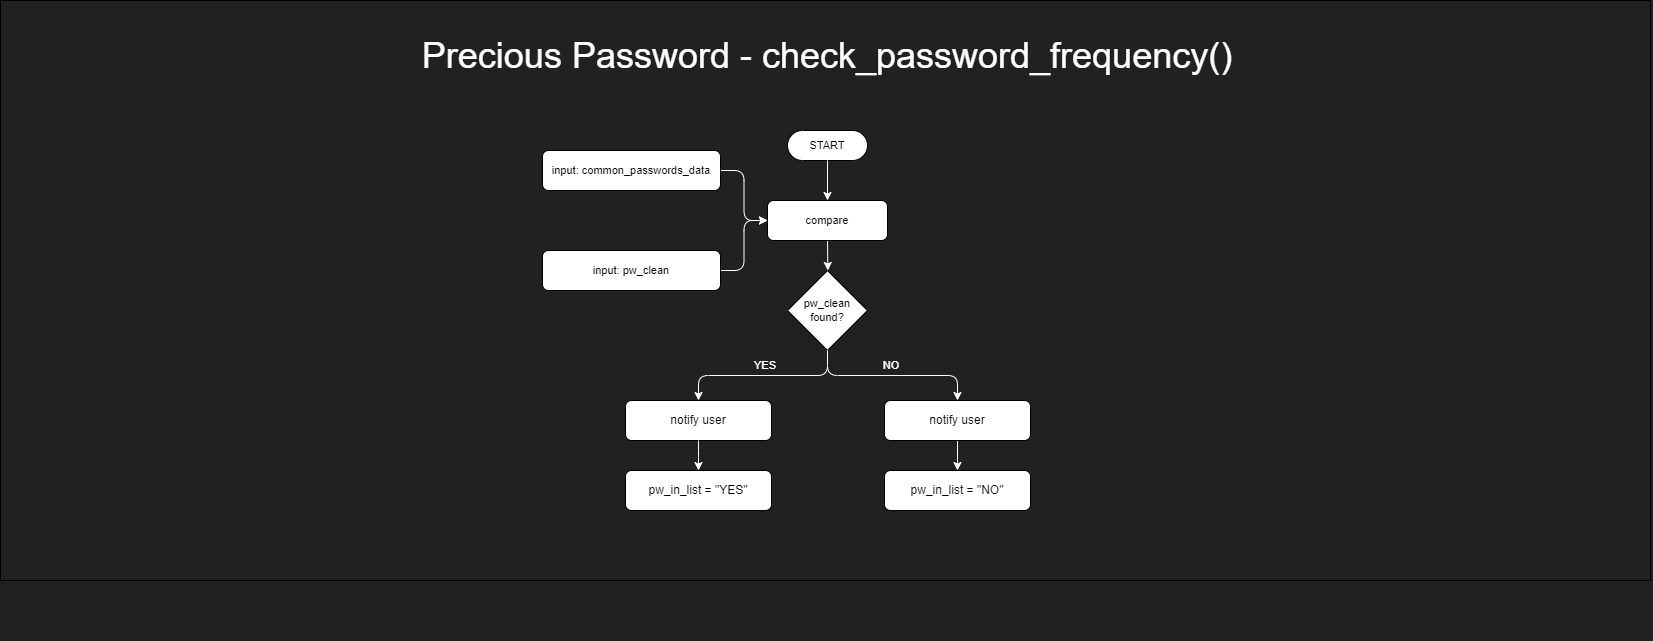 Precious Password - check_password_frequency()
START
input: common_passwords_data
compare
input: pw_clean
pw_clean
found?
YES
NO
notify user
notify user
pw_in_list = "YES"
pw_in_list = "NO"